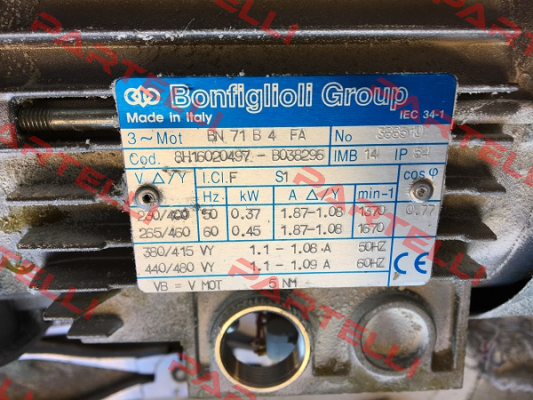 Bonfiglioli Group
Made in Italy IEC 34-1
3~Mot BN 71 B 4 FA No
Cod. 8H16020497 - B038296 IMB 14 IP 54
V △/Y I.Cl.F S1 cos φ
Hz kW A △/Y min-1
230/400 50 0.37 1.87-1.08 1370 0.77
265/460 60 0.45 1.87-1.08 1670
380/415 VY 1.1 - 1.08 A 50HZ
440/480 VY 1.1 - 1.09 A 60HZ
VB = V MOT 5 NM CE
PARTELLI